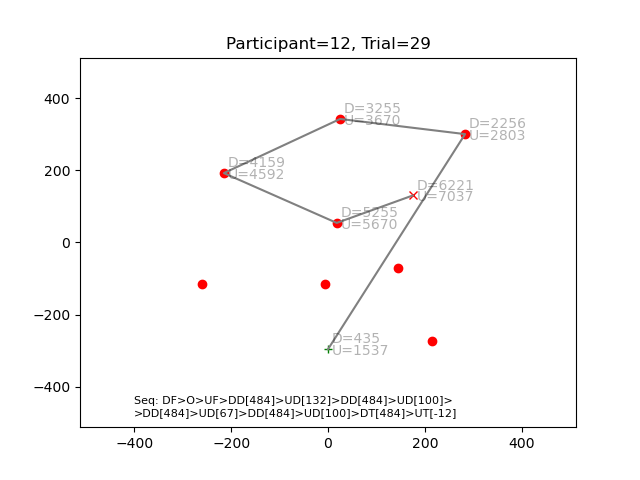 Participant=12, Trial=29
400
200
0
−200
−400
−400
−200
0
200
400
D=3255
U=3670
D=2256
U=2803
D=4159
U=4592
D=6221
U=7037
D=5255
U=5670
D=435
U=1537
Seq: DF>O>UF>DD[484]>UD[132]>DD[484]>UD[100]>
>DD[484]>UD[67]>DD[484]>UD[100]>DT[484]>UT[-12]